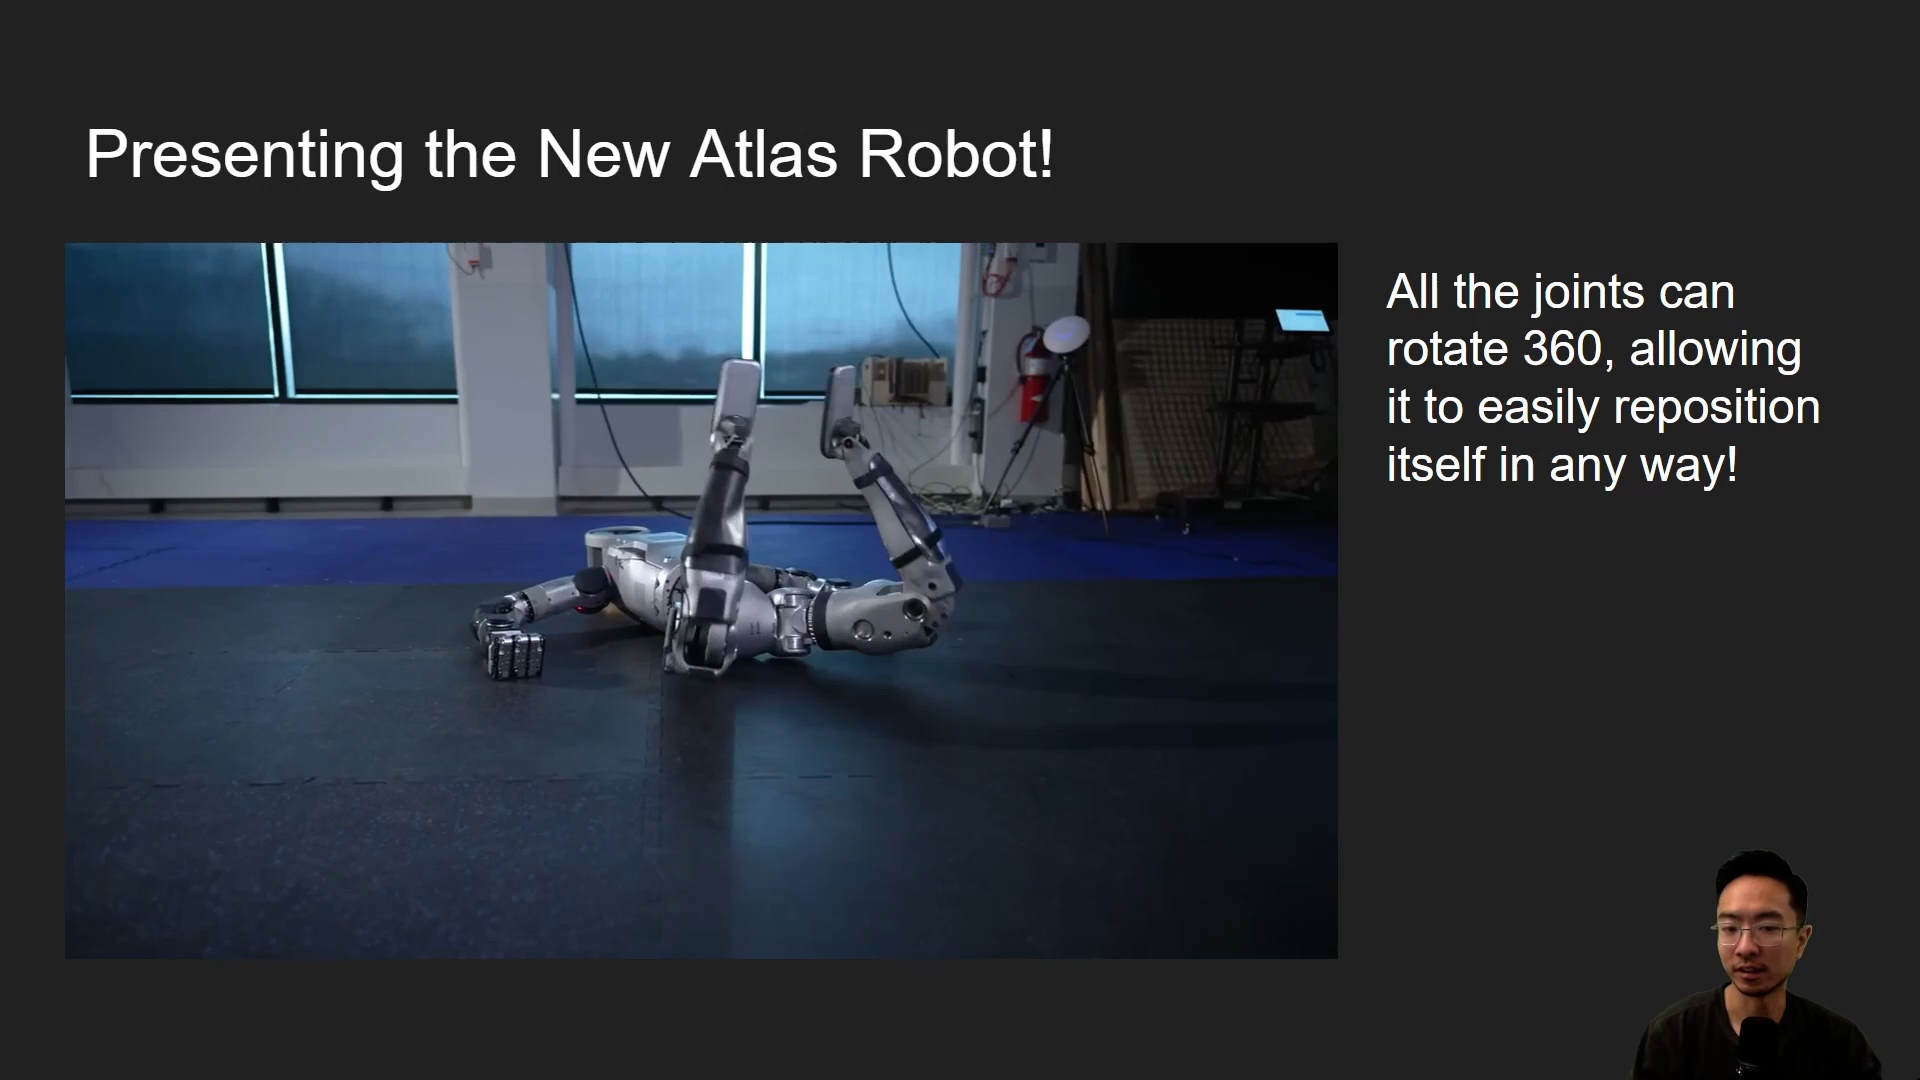 Presenting the New Atlas Robot!
All the joints can
rotate 360, allowing
it to easily reposition
itself in any way!